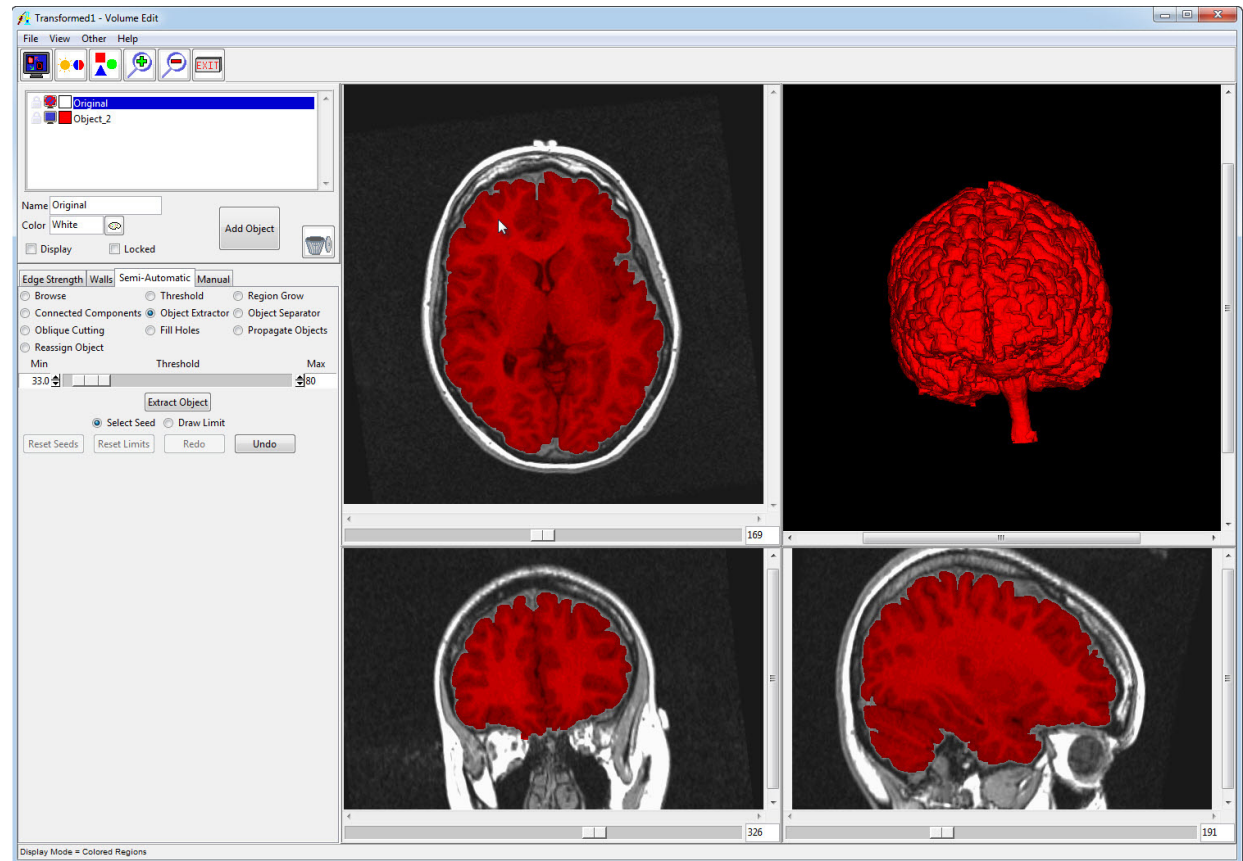 Transformed1 - Volume Edit
File View Other Help
EXIT
Original
Object_2
Name Original
Color White
Add Object
Display Locked
Edge Strength Walls Semi-Automatic Manual
Browse Threshold Region Grow
Connected Components Object Extractor Object Separator
Oblique Cutting Fill Holes Propagate Objects
Reassign Object
Min Threshold Max
33.0 80
Extract Object
Select Seed Draw Limit
Reset Seeds Reset Limits Redo Undo
169
326
191
Display Mode = Colored Regions